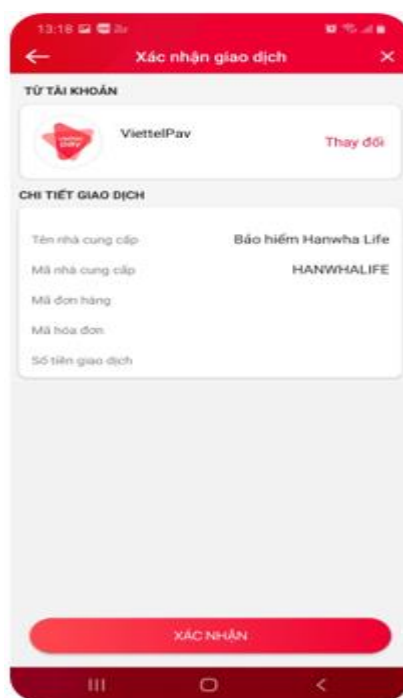 13:18
Xác nhận giao dịch
TỪ TÀI KHOẢN
viettel
pay
ViettelPay
Thay đổi
CHI TIẾT GIAO DỊCH
Tên nhà cung cấp Bảo hiểm Hanwha Life
Mã nhà cung cấp HANWHALIFE
Mã đơn hàng
Mã hóa đơn
Số tiền giao dịch
XÁC NHẬN